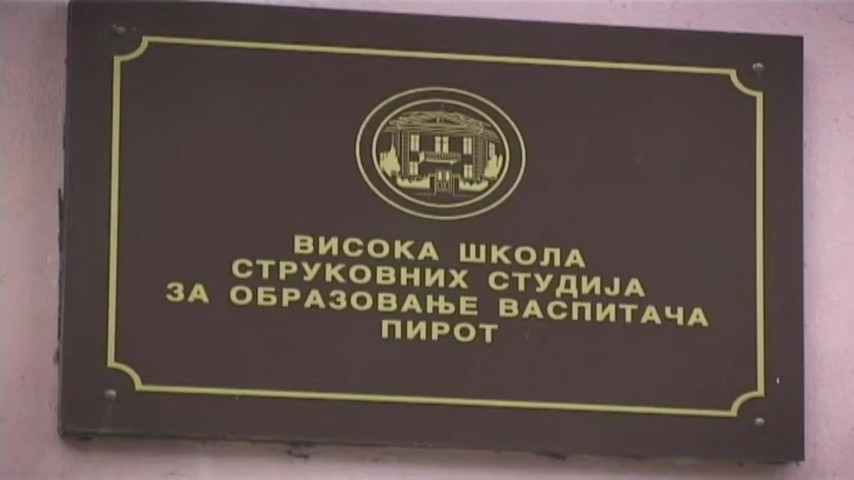 ВИСОКА ШКОЛА
СТРУКОВНИХ СТУДИЈА
ЗА ОБРАЗОВАЊЕ ВАСПИТАЧА
ПИРОТ